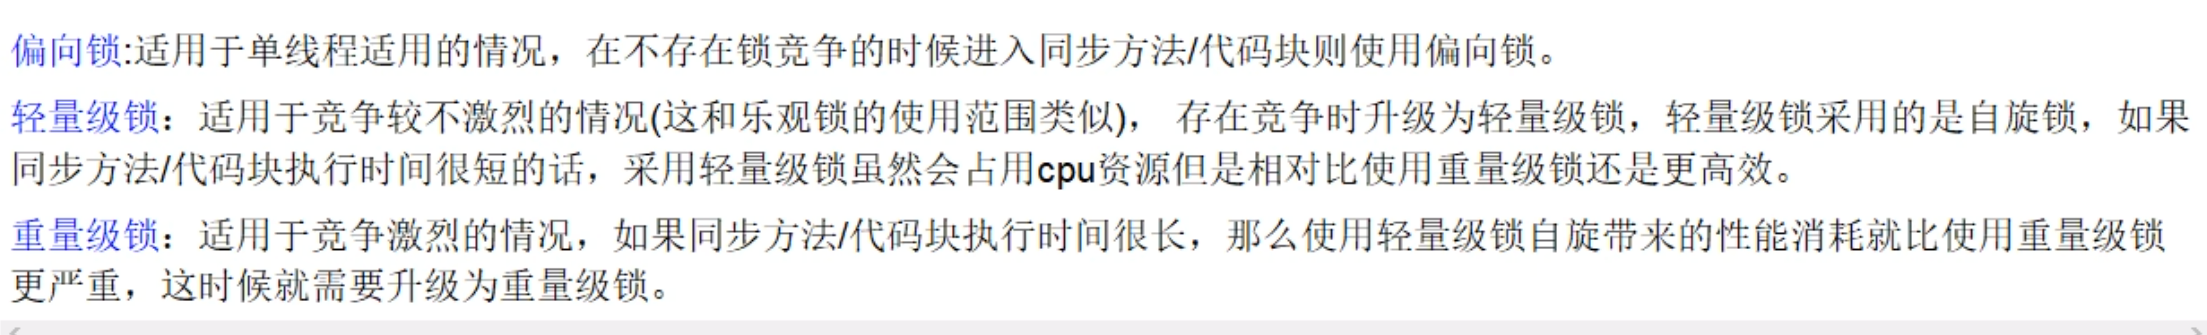 偏向锁:适用于单线程适用的情况，在不存在锁竞争的时候进入同步方法/代码块则使用偏向锁。
轻量级锁：适用于竞争较不激烈的情况(这和乐观锁的使用范围类似)， 存在竞争时升级为轻量级锁，轻量级锁采用的是自旋锁，如果
同步方法/代码块执行时间很短的话，采用轻量级锁虽然会占用cpu资源但是相对比使用重量级锁还是更高效。
重量级锁：适用于竞争激烈的情况，如果同步方法/代码块执行时间很长，那么使用轻量级锁自旋带来的性能消耗就比使用重量级锁
更严重，这时候就需要升级为重量级锁。